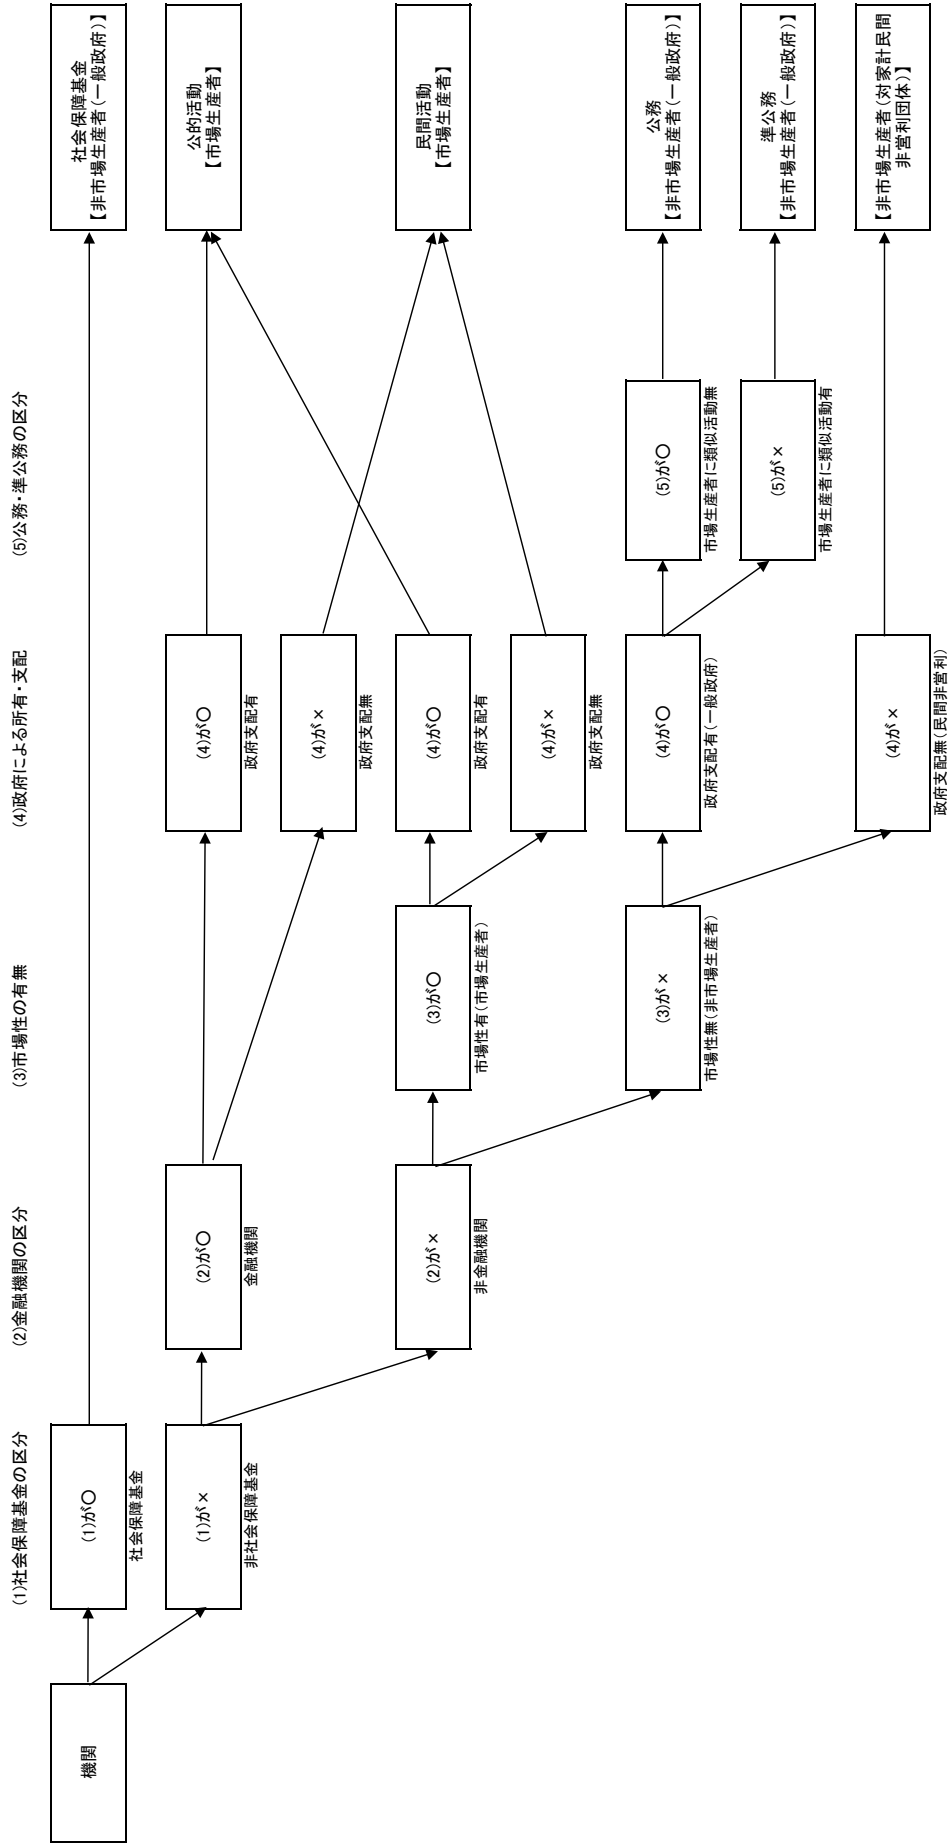 (1)社会保障基金の区分
(2)金融機関の区分
(3)市場性の有無
(4)政府による所有・支配
(5)公務・準公務の区分
機関
(1)が○
社会保障基金
社会保障基金
【非市場生産者(一般政府)】
(1)が×
非社会保障基金
(2)が○
金融機関
(4)が○
政府支配有
公的活動
【市場生産者】
(4)が×
政府支配無
(2)が×
非金融機関
(3)が○
市場性有(市場生産者)
(4)が○
政府支配有
民間活動
【市場生産者】
(4)が×
政府支配無
(3)が×
市場性無(非市場生産者)
(4)が○
政府支配有(一般政府)
(5)が○
市場生産者に類似活動無
公務
【非市場生産者(一般政府)】
(5)が×
市場生産者に類似活動有
準公務
【非市場生産者(一般政府)】
(4)が×
政府支配無(民間非営利)
【非市場生産者(対家計民間
非営利団体)】